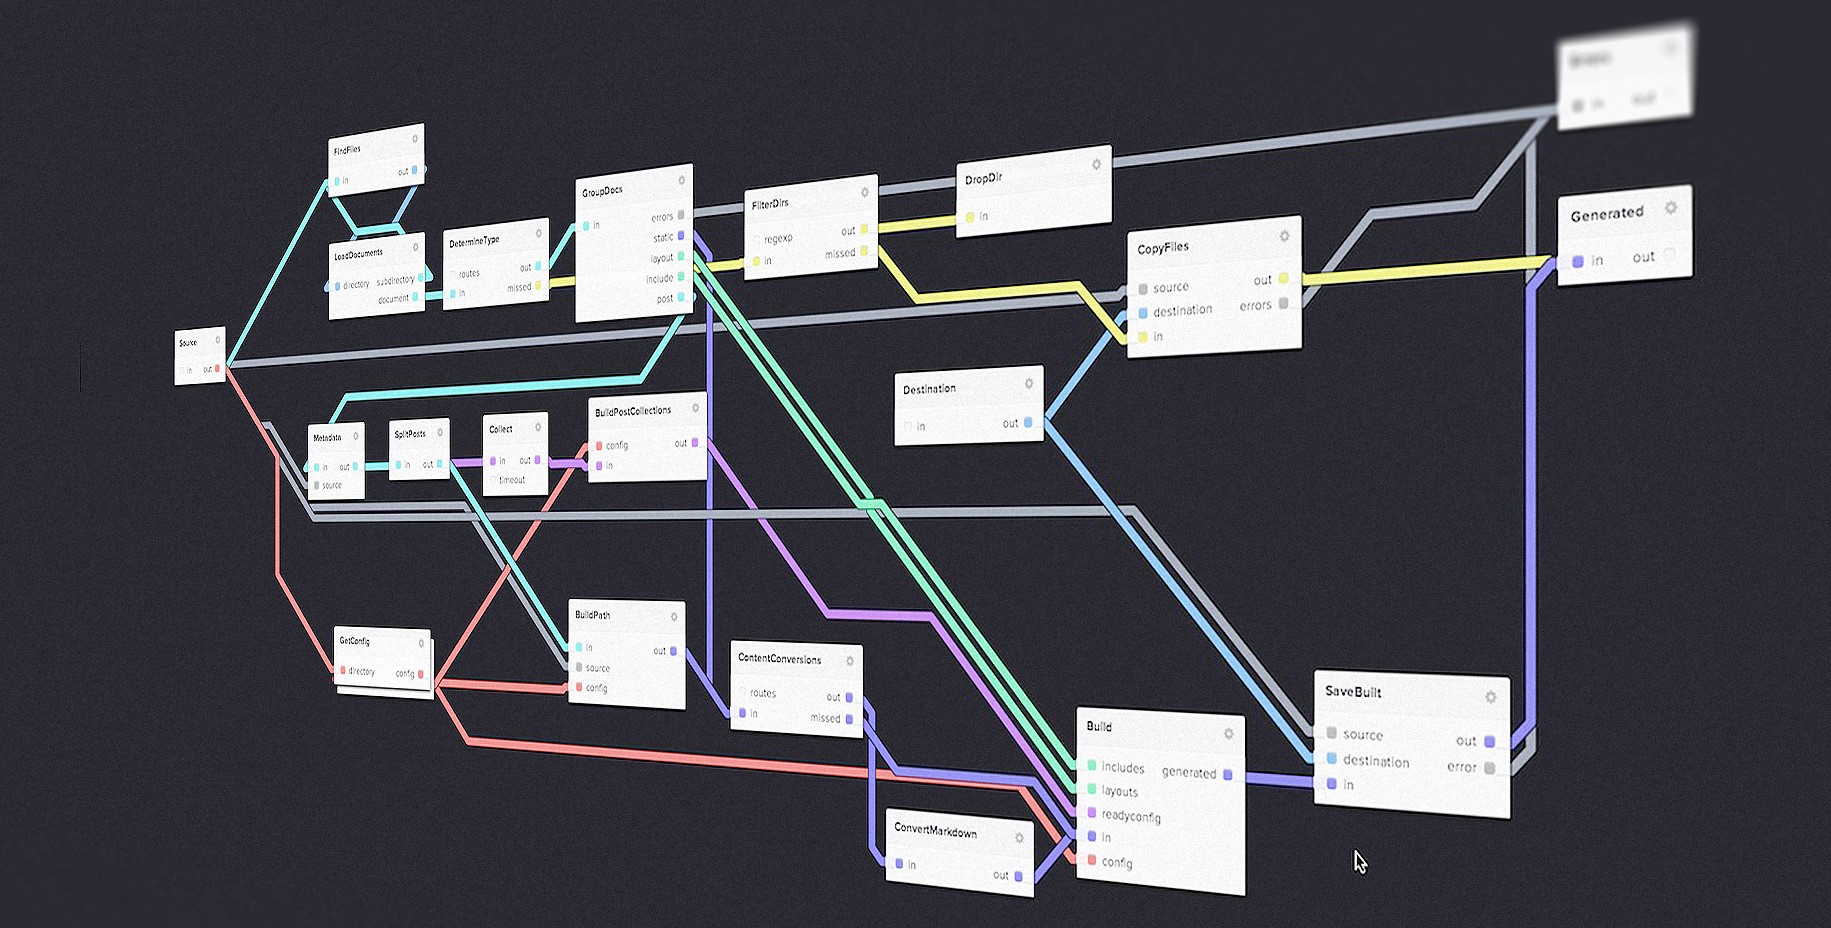 FindFiles
in
out
LoadDocuments
directory
subdirectory
document
DetermineType
routes
out
in
missed
GroupDocs
in
errors
static
layout
include
post
FilterDirs
regexp
out
in
missed
DropDir
in
CopyFiles
source
out
destination
errors
in
Generated
in
out
Source
in
out
Destination
in
out
Metadata
in
out
source
SplitPosts
in
out
Collect
in
out
timeout
BuildPostCollections
config
out
in
GetConfig
directory
config
BuildPath
in
out
source
config
ContentConversions
routes
out
in
missed
ConvertMarkdown
in
out
Build
includes
generated
layouts
readyconfig
in
config
SaveBuilt
source
out
destination
error
in